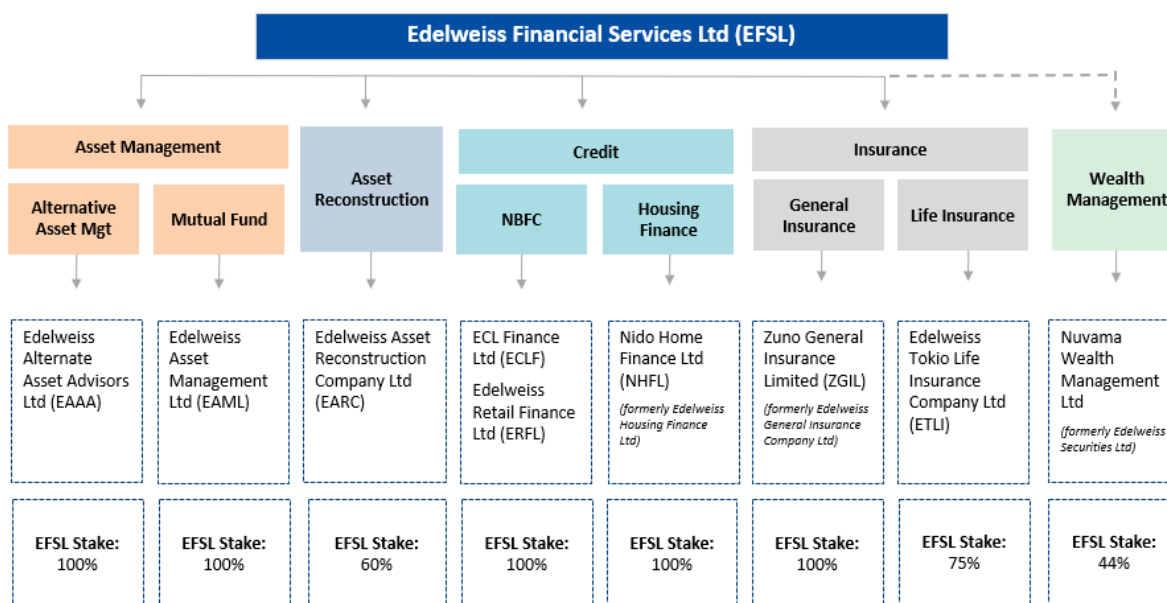 Edelweiss Financial Services Ltd (EFSL)
Asset Management
Alternative
Asset Mgt
Mutual Fund
Asset
Reconstruction
Credit
NBFC
Housing
Finance
Insurance
General
Insurance
Life Insurance
Wealth
Management
Edelweiss
Alternate
Asset Advisors
Ltd (EAAA)
Edelweiss
Asset
Management
Ltd (EAML)
Edelweiss Asset
Reconstruction
Company Ltd
(EARC)
ECL Finance
Ltd (ECLF)
Edelweiss
Retail Finance
Ltd (ERFL)
Nido Home
Finance Ltd
(NHFL)
(formerly Edelweiss
Housing Finance
Ltd)
Zuno General
Insurance
Limited (ZGIL)
(formerly Edelweiss
General Insurance
Company Ltd)
Edelweiss
Tokio Life
Insurance
Company Ltd
(ETLI)
Nuvama
Wealth
Management
Ltd
(formerly Edelweiss
Securities Ltd)
EFSL Stake:
100%
EFSL Stake:
100%
EFSL Stake:
60%
EFSL Stake:
100%
EFSL Stake:
100%
EFSL Stake:
100%
EFSL Stake:
75%
EFSL Stake:
44%